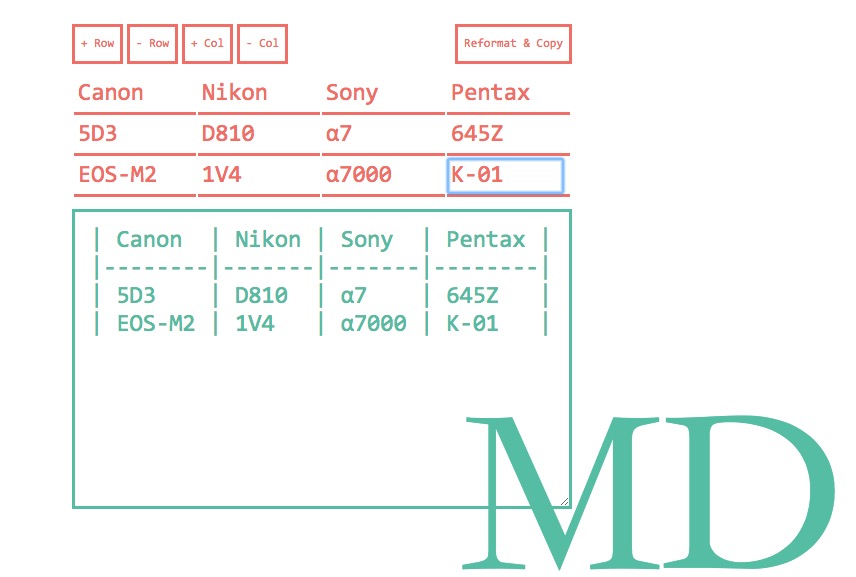 + Row - Row + Col - Col Reformat & Copy
Canon Nikon Sony Pentax
5D3 D810 α7 645Z
EOS-M2 1V4 α7000 K-01
| Canon  | Nikon | Sony  | Pentax |
|--------|-------|-------|--------|
| 5D3    | D810  | α7    | 645Z   |
| EOS-M2 | 1V4   | α7000 | K-01   |
MD